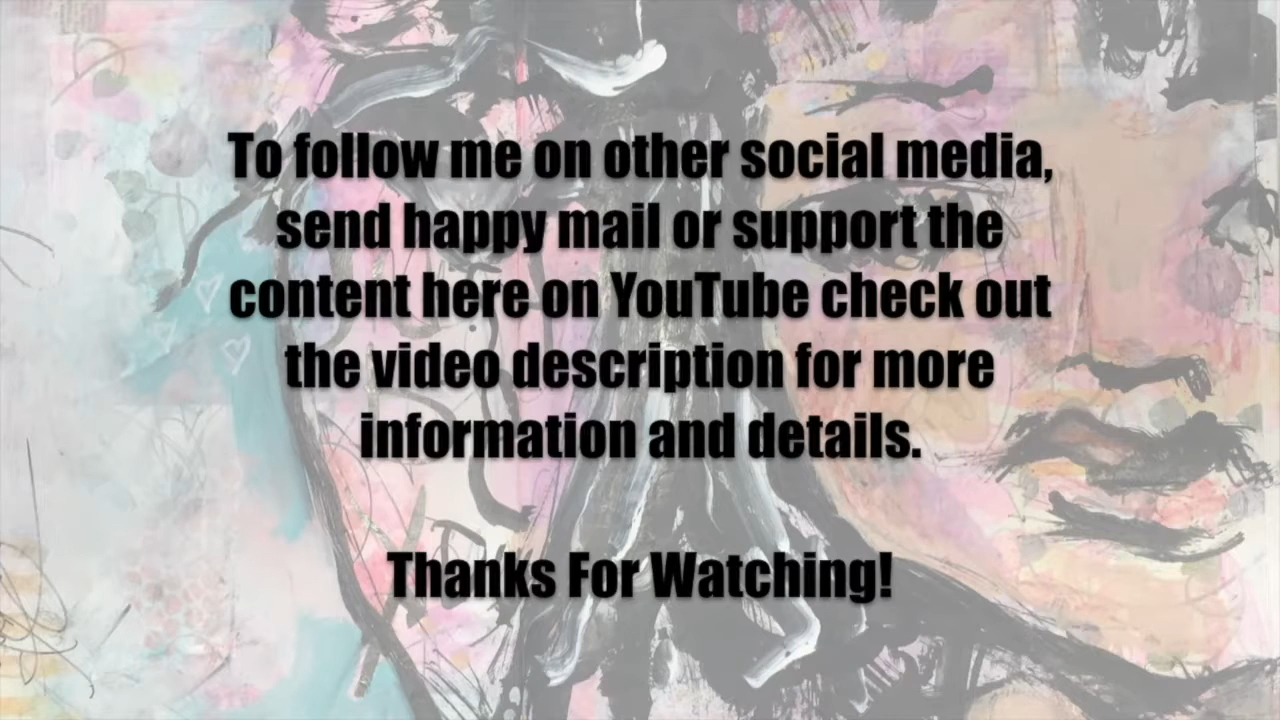 To follow me on other social media,
send happy mail or support the
content here on YouTube check out
the video description for more
information and details.
Thanks For Watching!